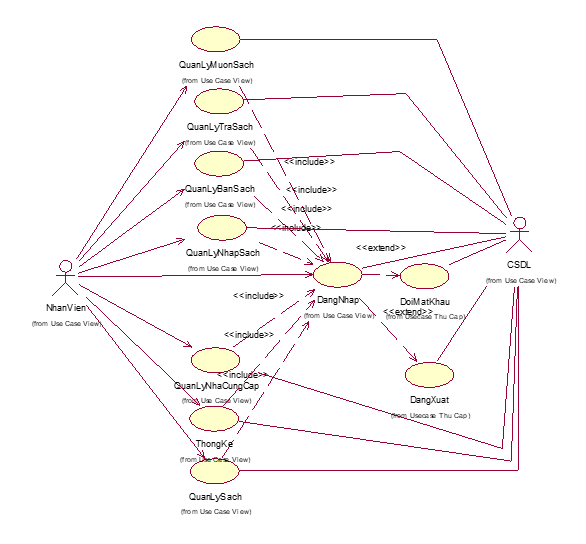 QuanLyMuonSach
(from Use Case View)
QuanLyTraSach
(from Use Case View)
<<include>>
QuanLyBanSach
(from Use Case View)
<<include>>
<<include>>
<<include>>
QuanLyNhapSach
(from Use Case View)
<<extend>>
CSDL
(from Use Case View)
NhanVien
(from Use Case View)
DangNhap
(from Use Case View)
DoiMatKhau
(from Usecase Thu Cap)
<<include>>
<<extend>>
<<include>>
QuanLyNhaCungCap
(from Use Case View)
<<include>>
DangXuat
(from Usecase Thu Cap)
ThongKe
(from Use Case View)
QuanLySach
(from Use Case View)